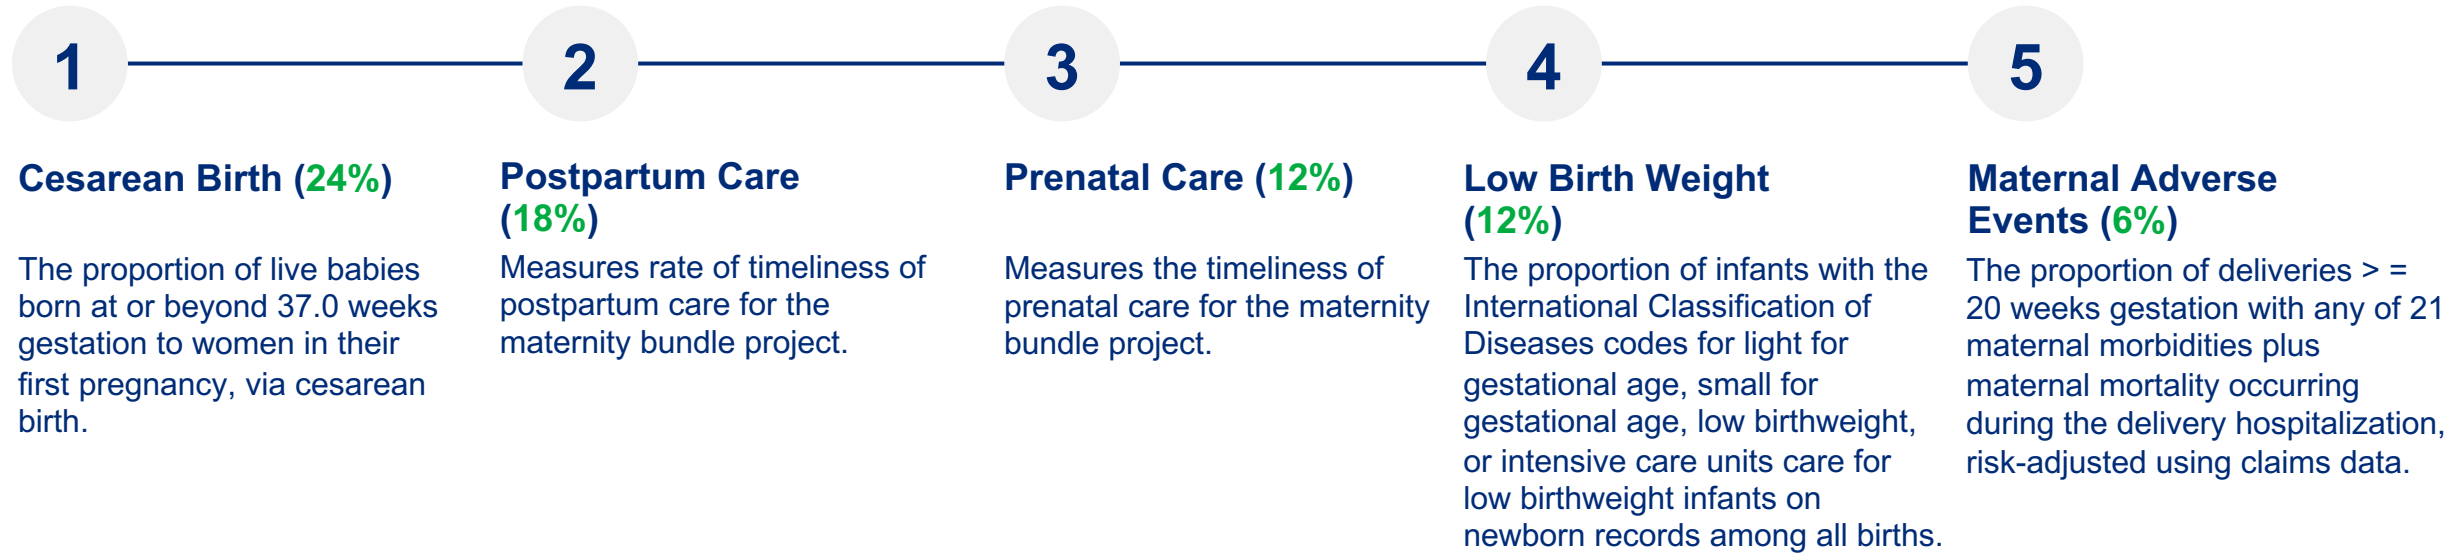 1
2
3
4
5
Cesarean Birth (24%)
The proportion of live babies
born at or beyond 37.0 weeks
gestation to women in their
first pregnancy, via cesarean
birth.
Postpartum Care
(18%)
Measures rate of timeliness of
postpartum care for the
maternity bundle project.
Prenatal Care (12%)
Measures the timeliness of
prenatal care for the maternity
bundle project.
Low Birth Weight
(12%)
The proportion of infants with the
International Classification of
Diseases codes for light for
gestational age, small for
gestational age, low birthweight,
or intensive care units care for
low birthweight infants on
newborn records among all births.
Maternal Adverse
Events (6%)
The proportion of deliveries > =
20 weeks gestation with any of 21
maternal morbidities plus
maternal mortality occurring
during the delivery hospitalization,
risk-adjusted using claims data.